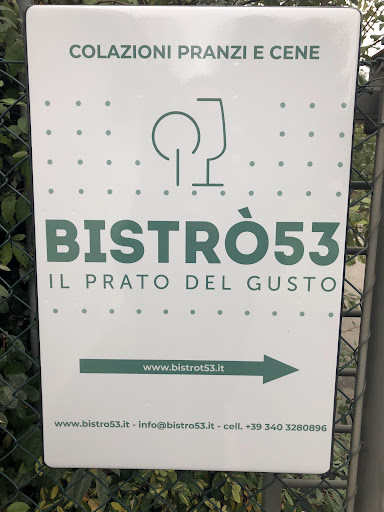 COLAZIONI PRANZI E CENE
BISTRÒ53
IL PRATO DEL GUSTO
www.bistrot53.it
www.bistro53.it - info@bistro53.it - cell. +39 340 3280896